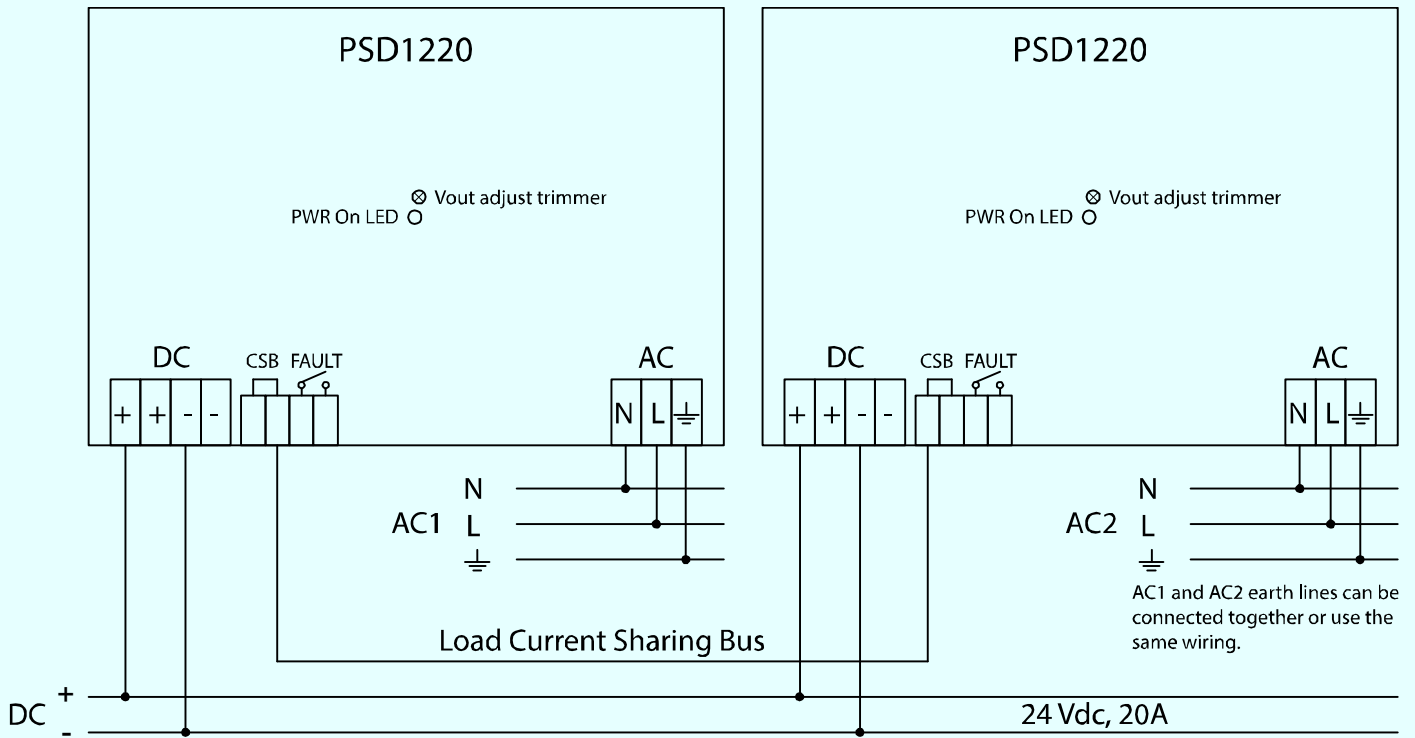 PSD1220 PSD1220
Vout adjust trimmer Vout adjust trimmer
PWR On LED PWR On LED
DC CSB FAULT AC DC CSB FAULT AC
+ + - - N L + + - - N L
N N
AC1 L AC2 L
AC1 and AC2 earth lines can be
connected together or use the
same wiring.
Load Current Sharing Bus
+
DC 24 Vdc, 20A
-